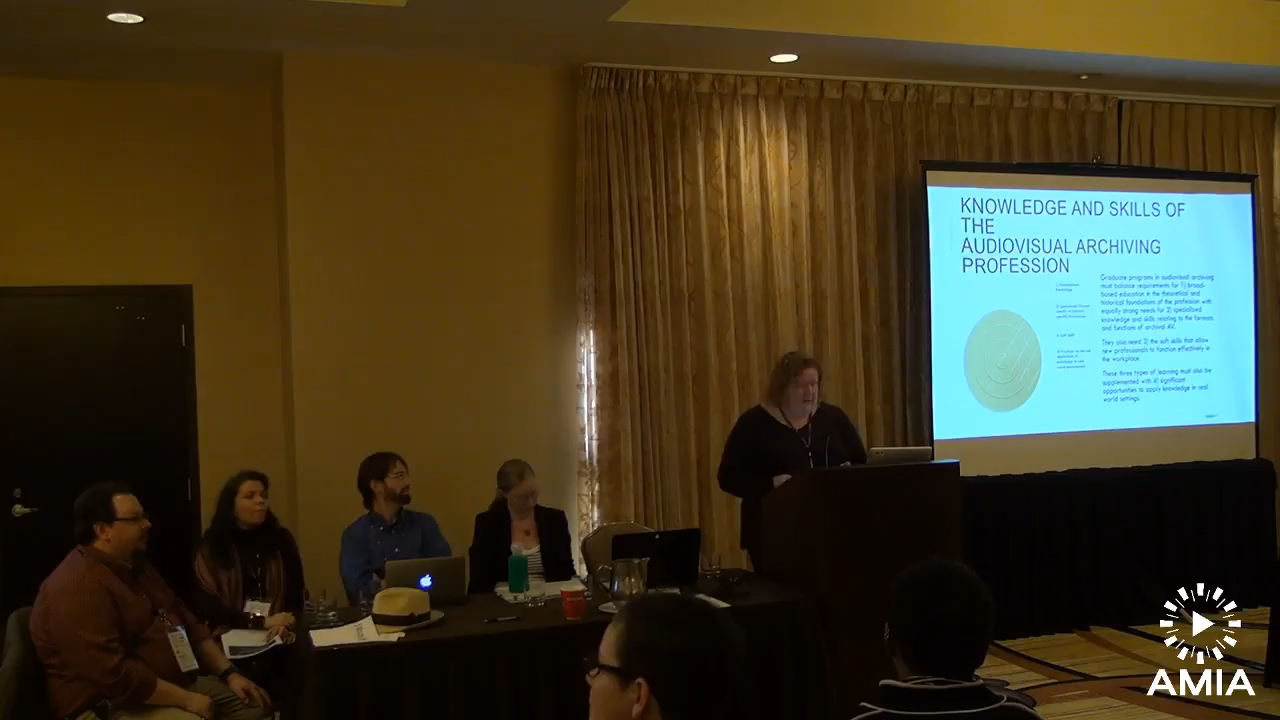 KNOWLEDGE AND SKILLS OF
THE
AUDIOVISUAL ARCHIVING
PROFESSION
Graduate programs in audiovisual archiving
must balance requirements for 1) broad-
based education in the theoretical and
historical foundations of the profession with
equally strong needs for 2) specialized
knowledge and skills relating to the formats
and functions of archival AV.
They also need 3) the soft skills that allow
new professionals to function effectively in
the workplace.
These three types of learning must also be
supplemented with 4) significant
opportunities to apply knowledge in real
world settings.
AMIA